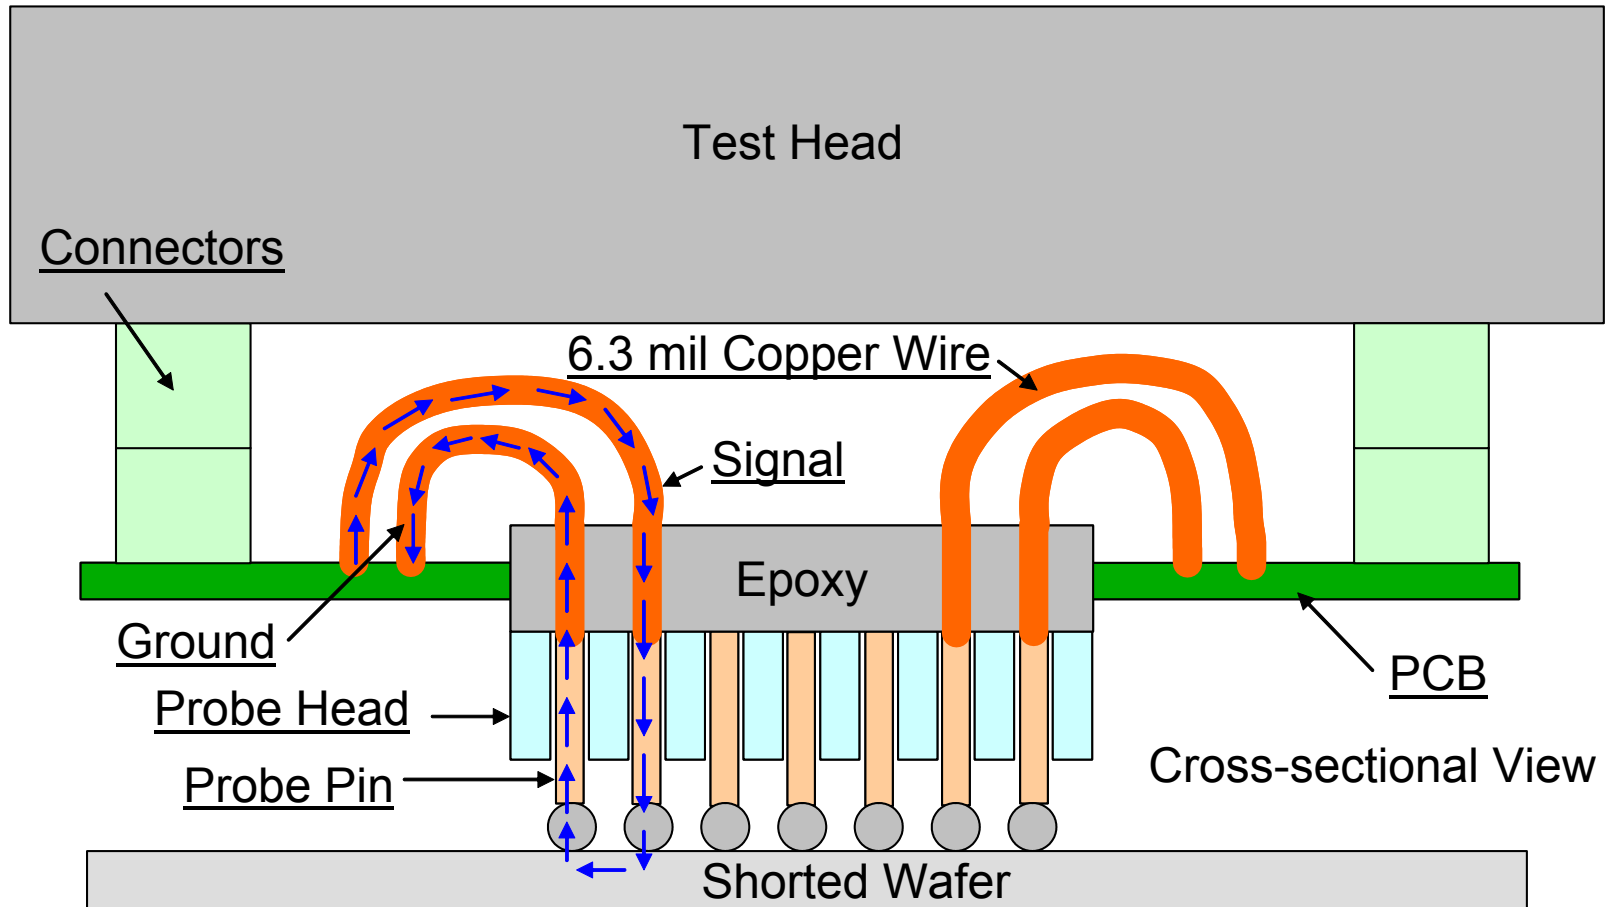 Test Head
Connectors
6.3 mil Copper Wire
Signal
Epoxy
Ground
PCB
Probe Head
Cross-sectional View
Probe Pin
Shorted Wafer